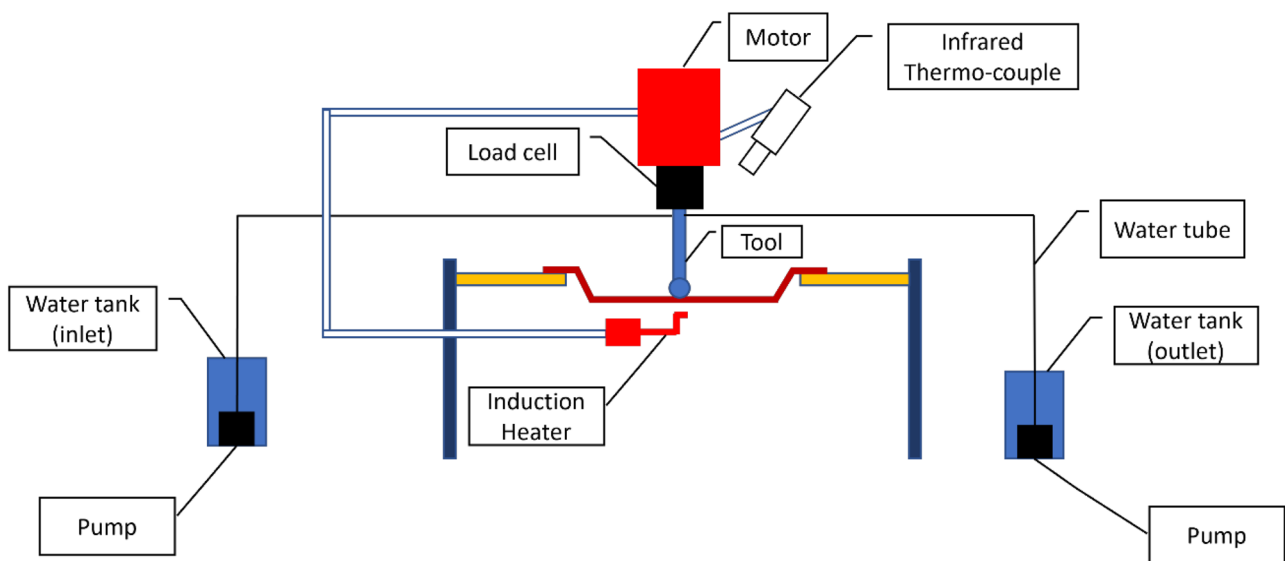 Motor
Infrared
Thermo-couple
Load cell
Tool
Water tube
Water tank
(inlet)
Water tank
(outlet)
Induction
Heater
Pump
Pump